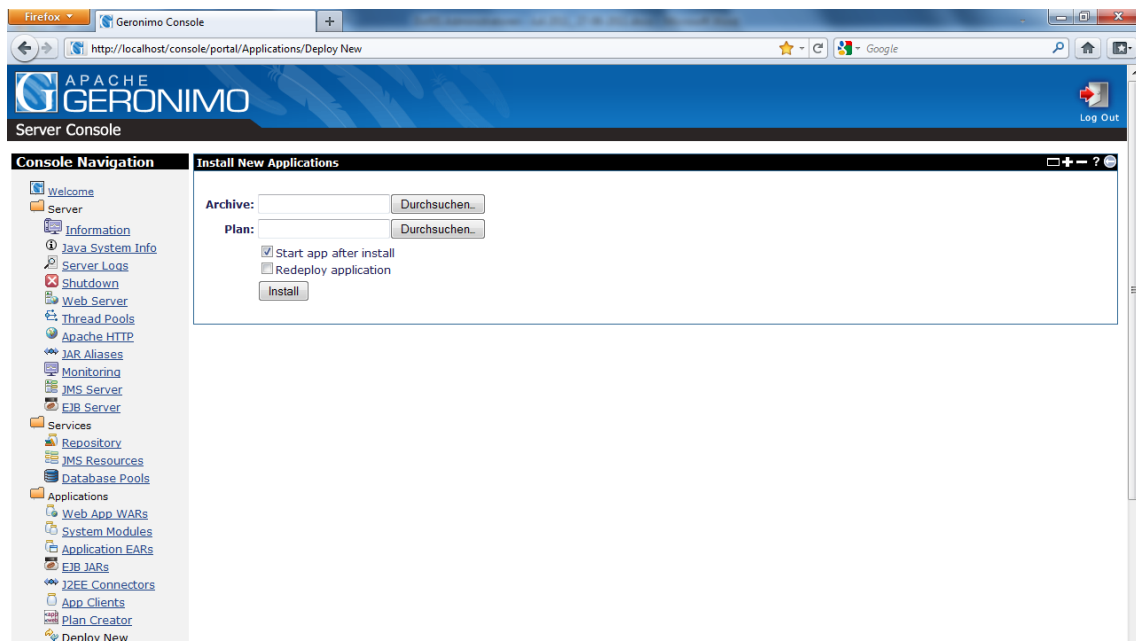 Firefox
Geronimo Console
http://localhost/console/portal/Applications/Deploy New
Google
APACHE
GERONIMO
Log Out
Server Console
Console Navigation
Install New Applications
Welcome
Server
Information
Java System Info
Server Logs
Shutdown
Web Server
Thread Pools
Apache HTTP
JAR Aliases
Monitoring
JMS Server
EJB Server
Services
Repository
JMS Resources
Database Pools
Applications
Web App WARs
System Modules
Application EARs
EJB JARs
J2EE Connectors
App Clients
Plan Creator
Deploy New
Archive: Durchsuchen..
Plan: Durchsuchen..
Start app after install
Redeploy application
Install